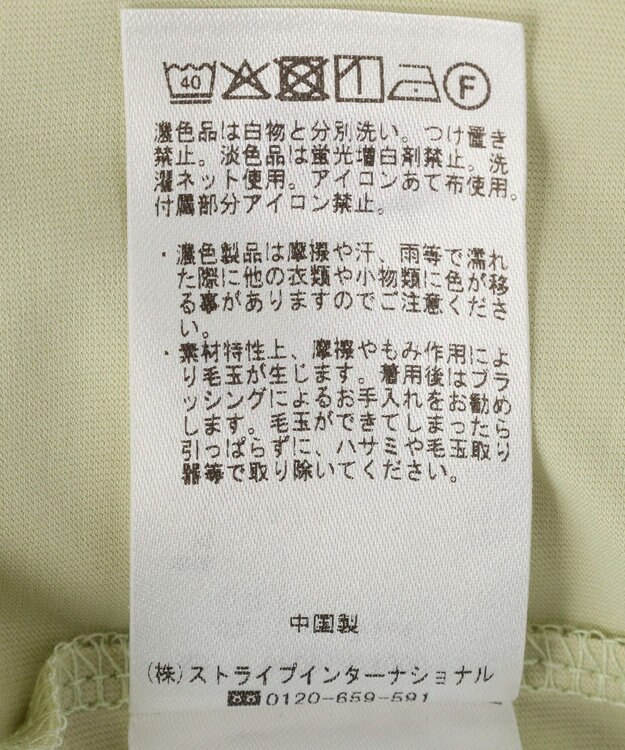 40 F
濃色品は白物と分別洗い。つけ置き
禁止。淡色品は蛍光増白剤禁止。洗
濯ネット使用。アイロンあて布使用。
付属部分アイロン禁止。
・濃色製品は摩擦や汗、雨等で濡れ
た際に他の衣類や小物類に色が移
る事がありますのでご注意くださ
い。
・素材特性上、摩擦やもみ作用によ
り毛玉が生じます。着用後はブラ
ッシングによるお手入れをお勧め
します。毛玉ができてしまったら
引っぱらずに、ハサミや毛玉取り
器等で取り除いてください。
中国製
(株)ストライプインターナショナル
0120-659-591